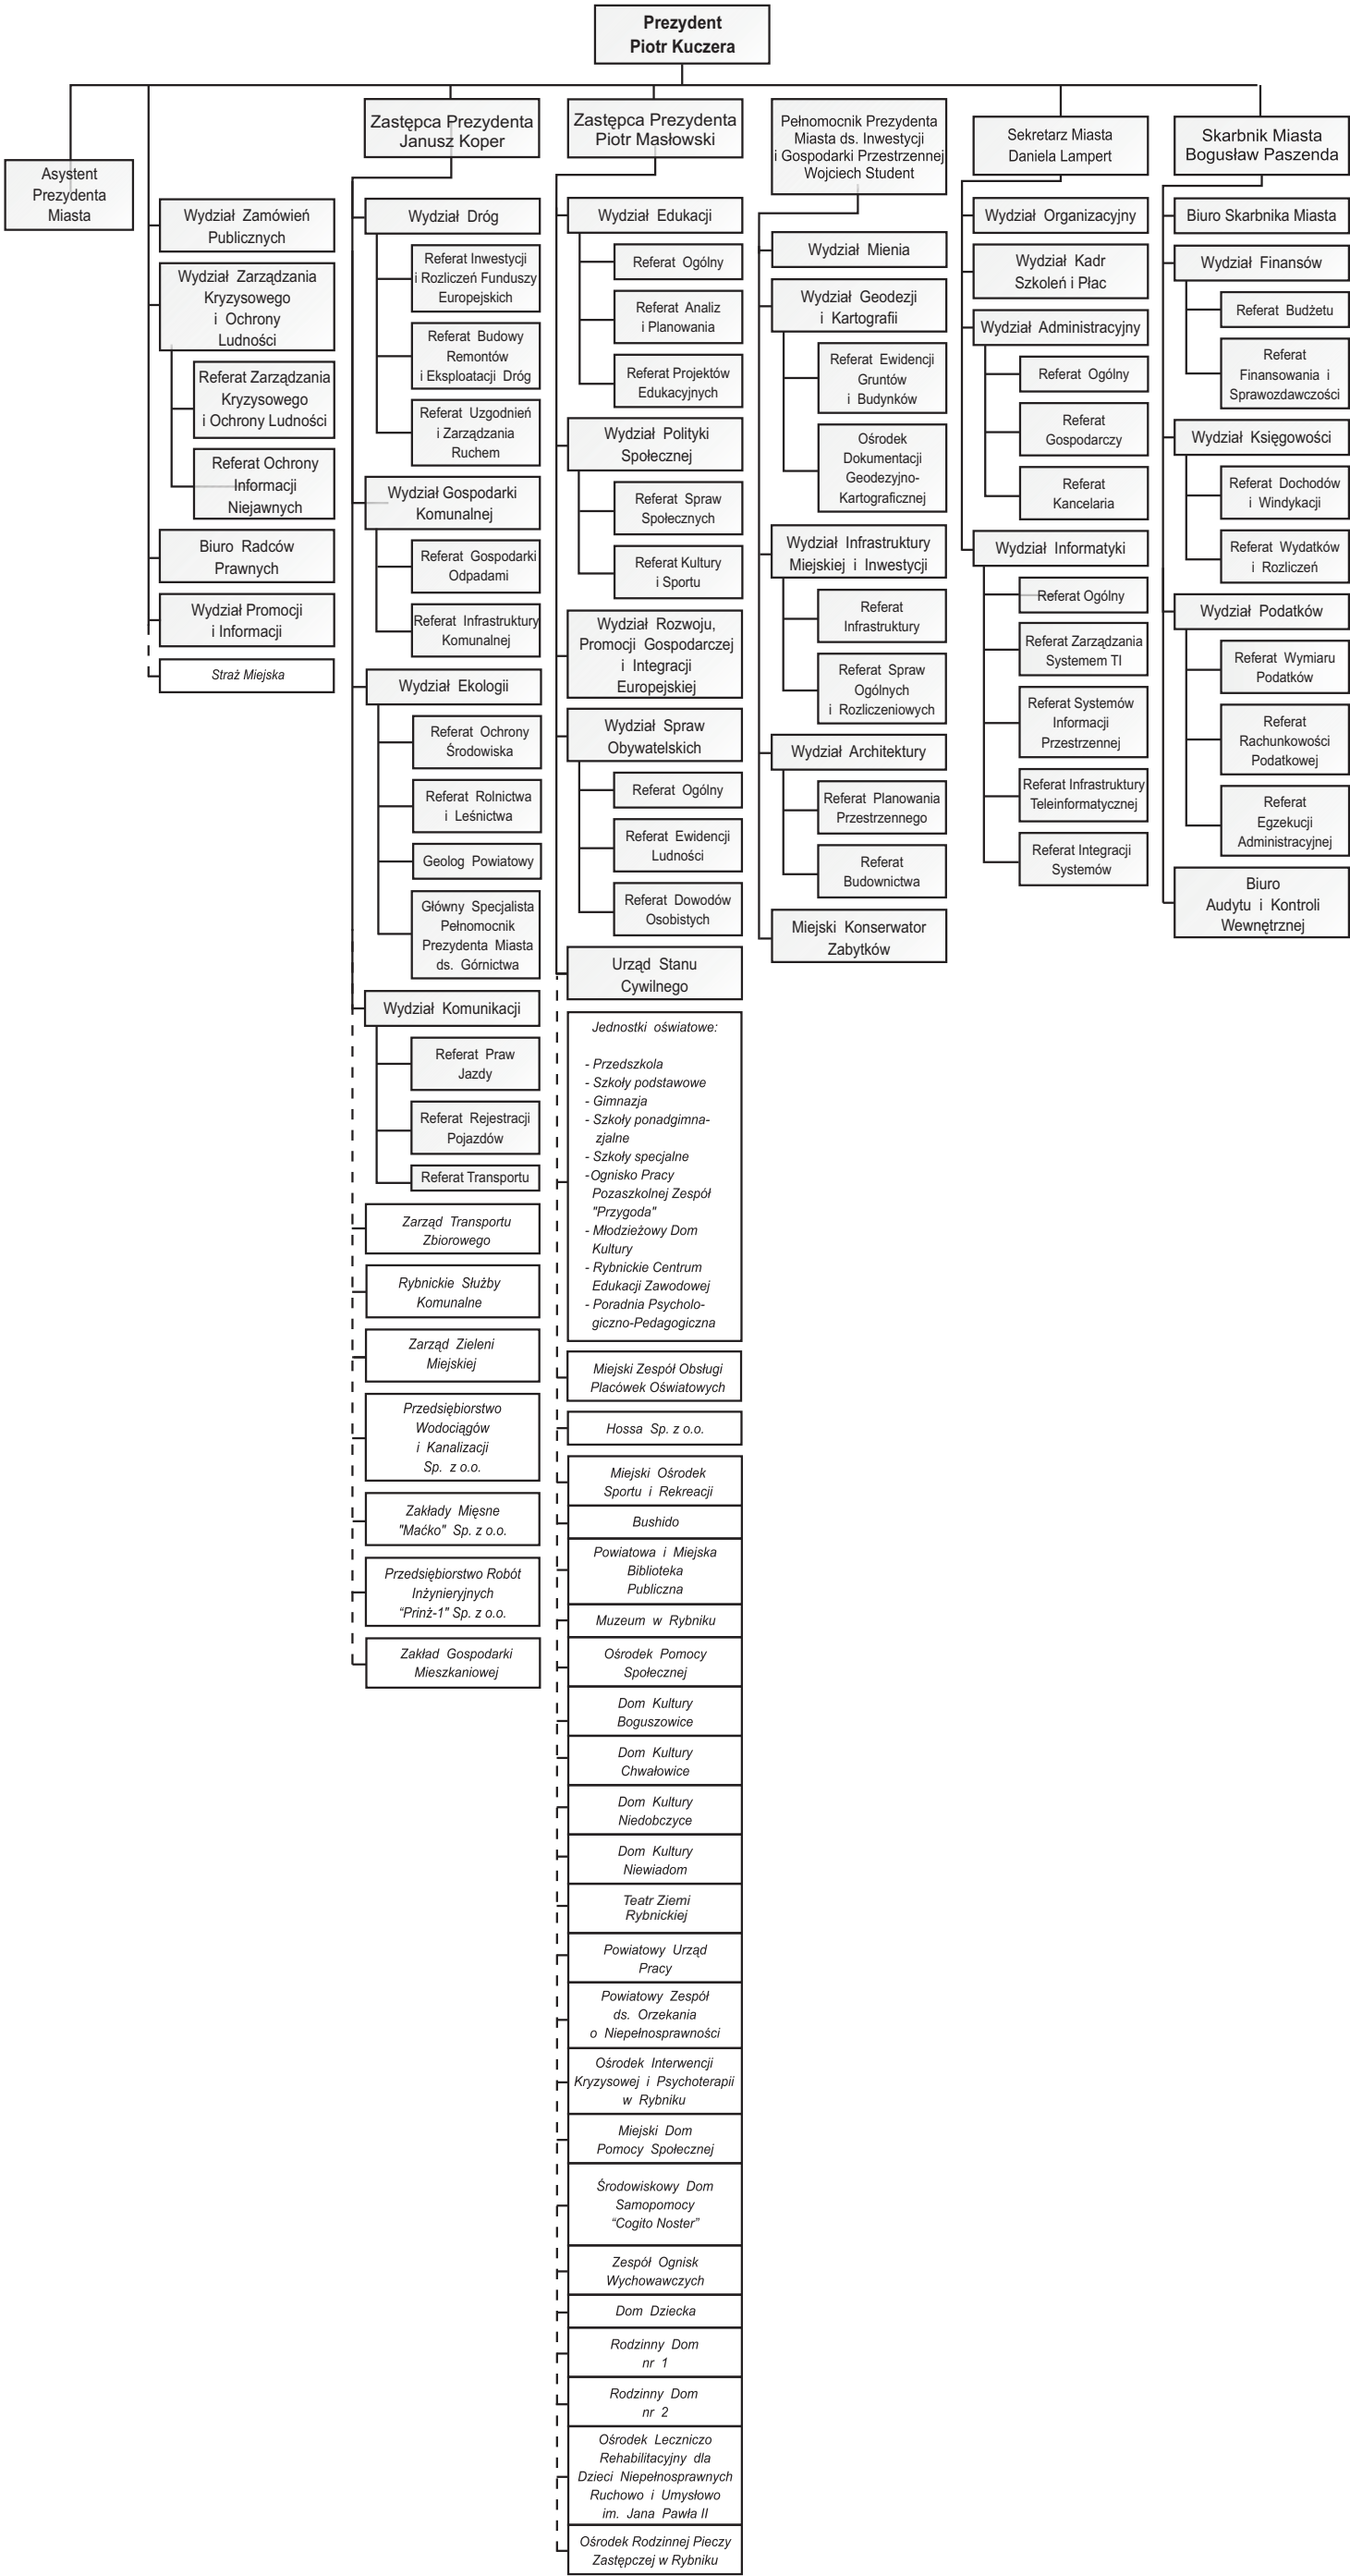 Prezydent
Piotr Kuczera
Asystent
Prezydenta
Miasta
Wydział Zamówień
Publicznych
Wydział Zarządzania
Kryzysowego
i Ochrony
Ludności
Referat Zarządzania
Kryzysowego
i Ochrony Ludności
Referat Ochrony
Informacji
Niejawnych
Biuro Radców
Prawnych
Wydział Promocji
i Informacji
Straż Miejska
Zastępca Prezydenta
Janusz Koper
Wydział Dróg
Referat Inwestycji
i Rozliczeń Funduszy
Europejskich
Referat Budowy
Remontów
i Eksploatacji Dróg
Referat Uzgodnień
i Zarządzania
Ruchem
Wydział Gospodarki
Komunalnej
Referat Gospodarki
Odpadami
Referat Infrastruktury
Komunalnej
Wydział Ekologii
Referat Ochrony
Środowiska
Referat Rolnictwa
i Leśnictwa
Geolog Powiatowy
Główny Specjalista
Pełnomocnik
Prezydenta Miasta
ds. Górnictwa
Wydział Komunikacji
Referat Praw
Jazdy
Referat Rejestracji
Pojazdów
Referat Transportu
Zarząd Transportu
Zbiorowego
Rybnickie Służby
Komunalne
Zarząd Zieleni
Miejskiej
Przedsiębiorstwo
Wodociągów
i Kanalizacji
Sp. z o.o.
Zakłady Mięsne
"Maćko" Sp. z o.o.
Przedsiębiorstwo Robót
Inżynieryjnych
“Prinż-1" Sp. z o.o.
Zakład Gospodarki
Mieszkaniowej
Zastępca Prezydenta
Piotr Masłowski
Wydział Edukacji
Referat Ogólny
Referat Analiz
i Planowania
Referat Projektów
Edukacyjnych
Wydział Polityki
Społecznej
Referat Spraw
Społecznych
Referat Kultury
i Sportu
Wydział Rozwoju,
Promocji Gospodarczej
i Integracji
Europejskiej
Wydział Spraw
Obywatelskich
Referat Ogólny
Referat Ewidencji
Ludności
Referat Dowodów
Osobistych
Urząd Stanu
Cywilnego
Jednostki oświatowe:
- Przedszkola
- Szkoły podstawowe
- Gimnazja
- Szkoły ponadgimna-
zjalne
- Szkoły specjalne
-Ognisko Pracy
Pozaszkolnej Zespół
"Przygoda"
- Młodzieżowy Dom
Kultury
- Rybnickie Centrum
Edukacji Zawodowej
- Poradnia Psycholo-
giczno-Pedagogiczna
Miejski Zespół Obsługi
Placówek Oświatowych
Hossa Sp. z o.o.
Miejski Ośrodek
Sportu i Rekreacji
Bushido
Powiatowa i Miejska
Biblioteka
Publiczna
Muzeum w Rybniku
Ośrodek Pomocy
Społecznej
Dom Kultury
Boguszowice
Dom Kultury
Chwałowice
Dom Kultury
Niedobczyce
Dom Kultury
Niewiadom
Teatr Ziemi
Rybnickiej
Powiatowy Urząd
Pracy
Powiatowy Zespół
ds. Orzekania
o Niepełnosprawności
Ośrodek Interwencji
Kryzysowej i Psychoterapii
w Rybniku
Miejski Dom
Pomocy Społecznej
Środowiskowy Dom
Samopomocy
“Cogito Noster”
Zespół Ognisk
Wychowawczych
Dom Dziecka
Rodzinny Dom
nr 1
Rodzinny Dom
nr 2
Ośrodek Leczniczo
Rehabilitacyjny dla
Dzieci Niepełnosprawnych
Ruchowo i Umysłowo
im. Jana Pawła II
Ośrodek Rodzinnej Pieczy
Zastępczej w Rybniku
Pełnomocnik Prezydenta
Miasta ds. Inwestycji
i Gospodarki Przestrzennej
Wojciech Student
Wydział Mienia
Wydział Geodezji
i Kartografii
Referat Ewidencji
Gruntów
i Budynków
Ośrodek
Dokumentacji
Geodezyjno-
Kartograficznej
Wydział Infrastruktury
Miejskiej i Inwestycji
Referat
Infrastruktury
Referat Spraw
Ogólnych
i Rozliczeniowych
Wydział Architektury
Referat Planowania
Przestrzennego
Referat
Budownictwa
Miejski Konserwator
Zabytków
Sekretarz Miasta
Daniela Lampert
Wydział Organizacyjny
Wydział Kadr
Szkoleń i Płac
Wydział Administracyjny
Referat Ogólny
Referat
Gospodarczy
Referat
Kancelaria
Wydział Informatyki
Referat Ogólny
Referat Zarządzania
Systemem TI
Referat Systemów
Informacji
Przestrzennej
Referat Infrastruktury
Teleinformatycznej
Referat Integracji
Systemów
Skarbnik Miasta
Bogusław Paszenda
Biuro Skarbnika Miasta
Wydział Finansów
Referat Budżetu
Referat
Finansowania i
Sprawozdawczości
Wydział Księgowości
Referat Dochodów
i Windykacji
Referat Wydatków
i Rozliczeń
Wydział Podatków
Referat Wymiaru
Podatków
Referat
Rachunkowości
Podatkowej
Referat
Egzekucji
Administracyjnej
Biuro
Audytu i Kontroli
Wewnętrznej